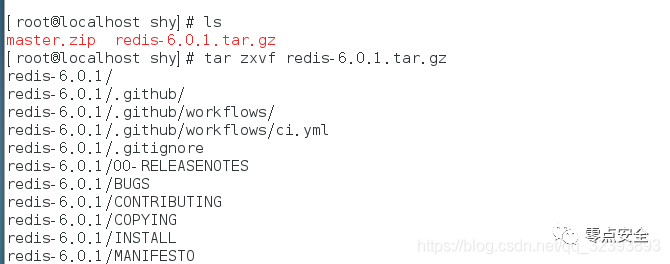 [root@localhost shy]# ls
master.zip  redis-6.0.1.tar.gz
[root@localhost shy]# tar zxvf redis-6.0.1.tar.gz
redis-6.0.1/
redis-6.0.1/.github/
redis-6.0.1/.github/workflows/
redis-6.0.1/.github/workflows/ci.yml
redis-6.0.1/.gitignore
redis-6.0.1/00-RELEASENOTES
redis-6.0.1/BUGS
redis-6.0.1/CONTRIBUTING
redis-6.0.1/COPYING
redis-6.0.1/INSTALL
redis-6.0.1/MANIFESTO
零点安全
https://blog.csdn.net/qq_32393893